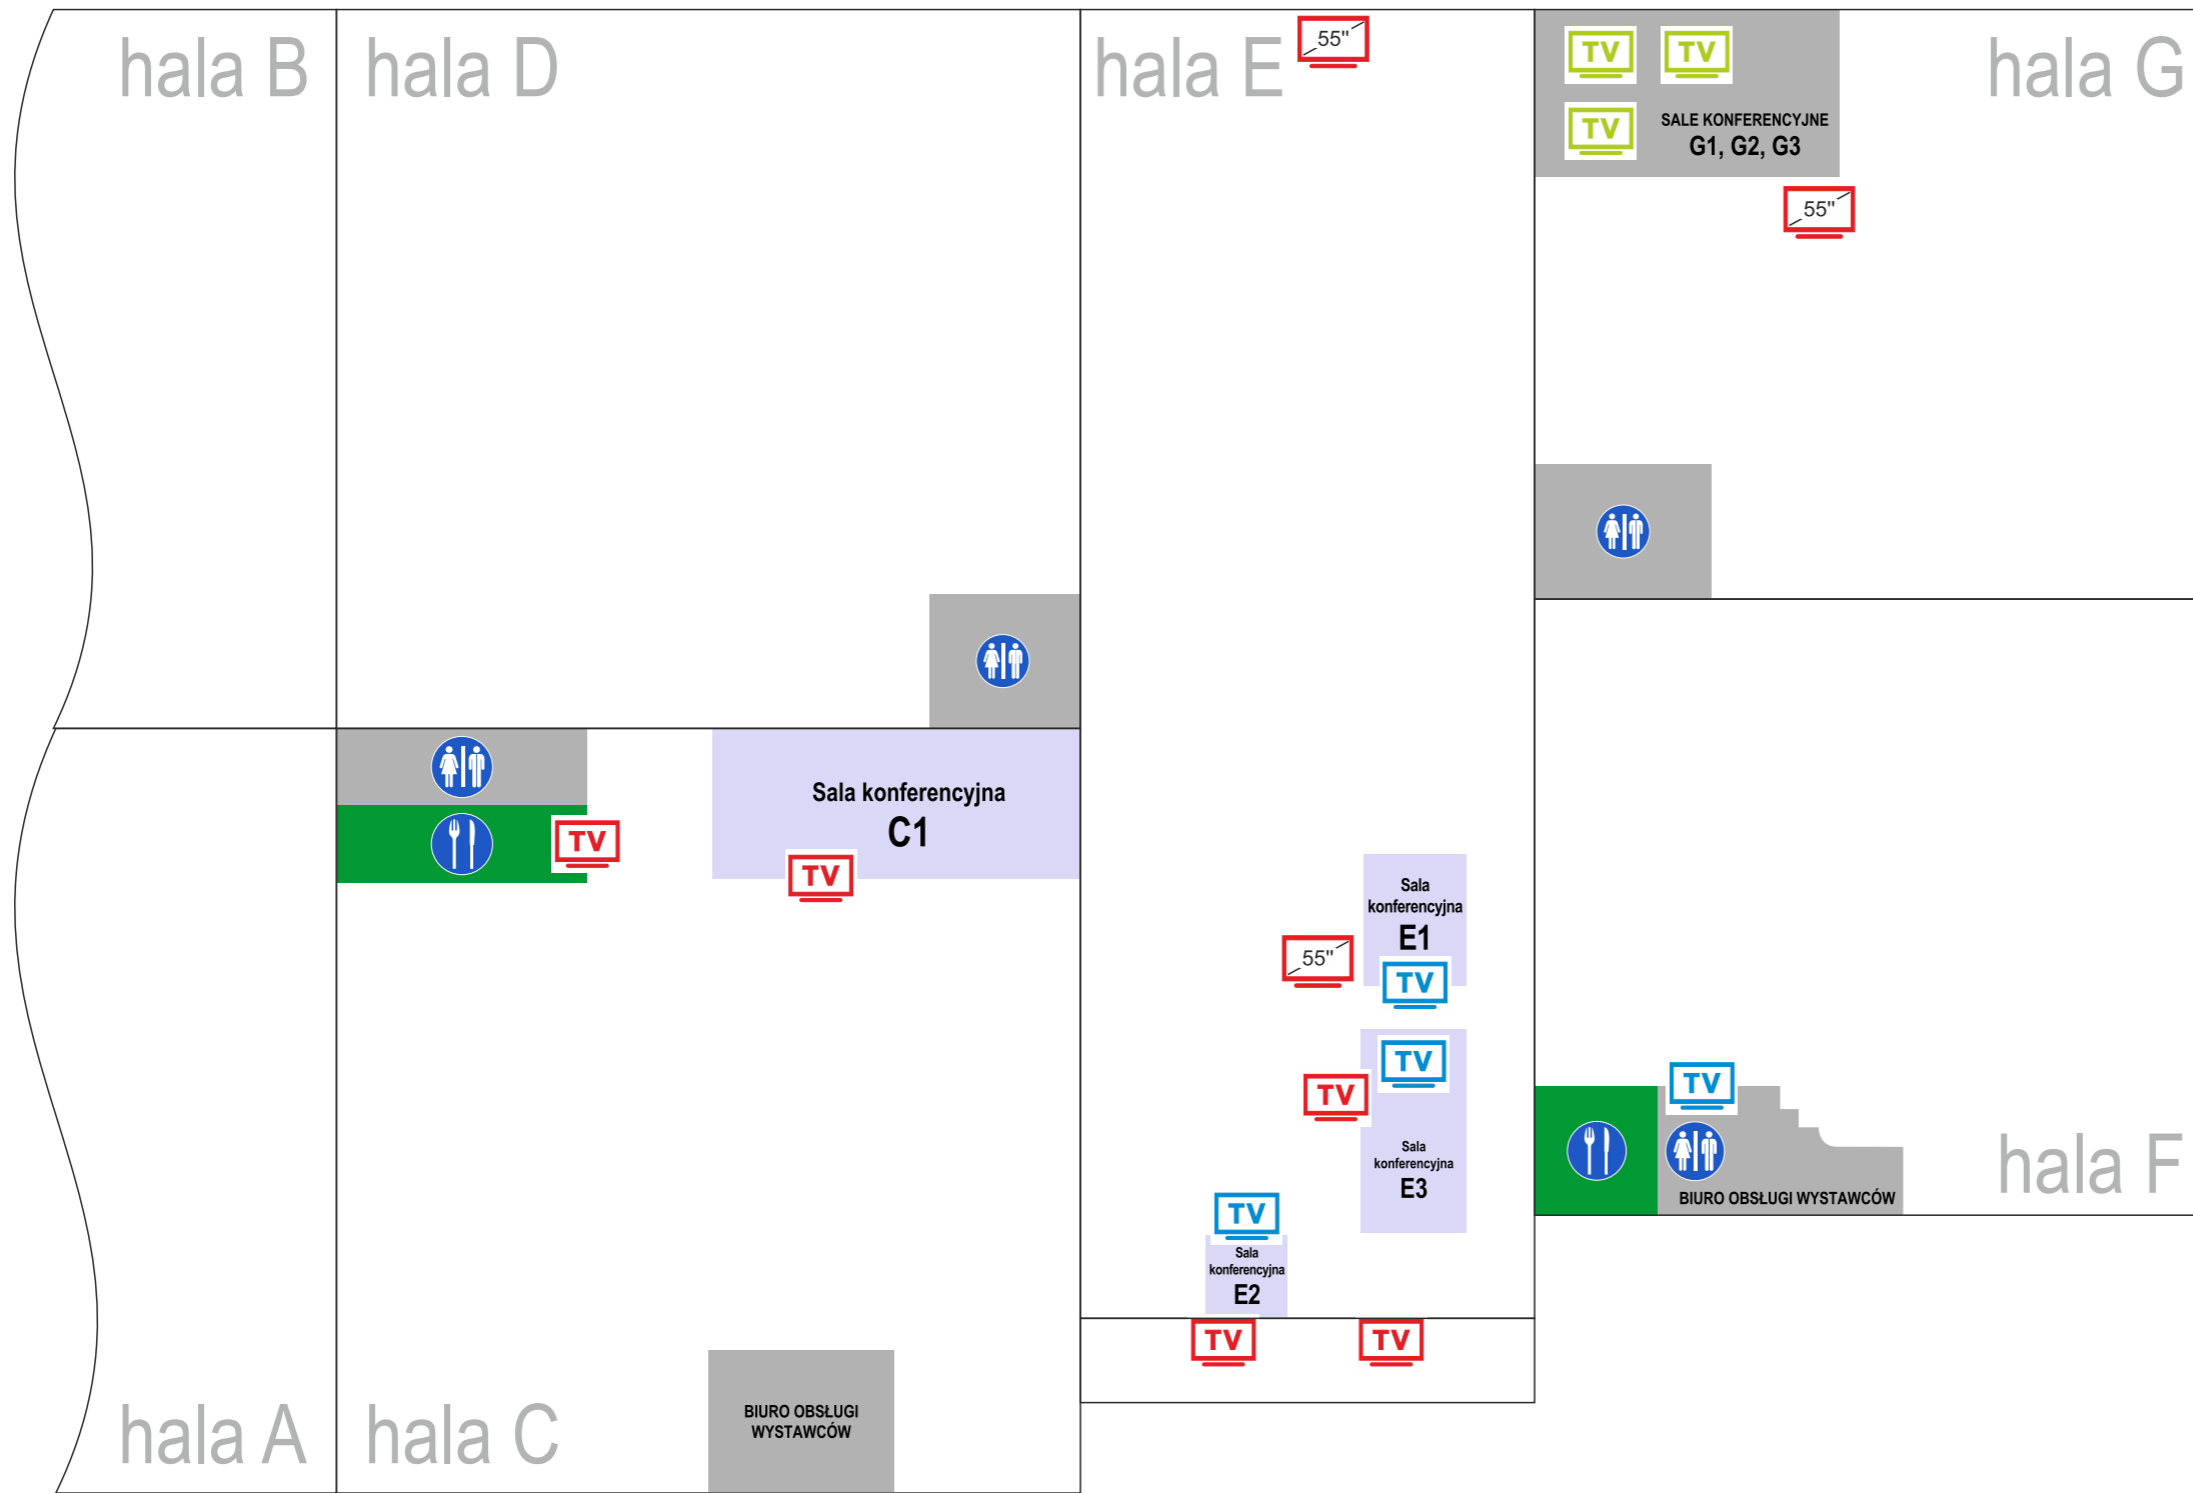 hala B
hala D
hala E
55"
TV
TV
hala G
TV
SALE KONFERENCYJNE
G1, G2, G3
55"
Sala konferencyjna
C1
TV
TV
Sala
konferencyjna
E1
55"
TV
TV
TV
Sala
konferencyjna
E3
TV
hala F
BIURO OBSŁUGI WYSTAWCÓW
TV
Sala
konferencyjna
E2
TV
TV
hala A
hala C
BIURO OBSŁUGI
WYSTAWCÓW